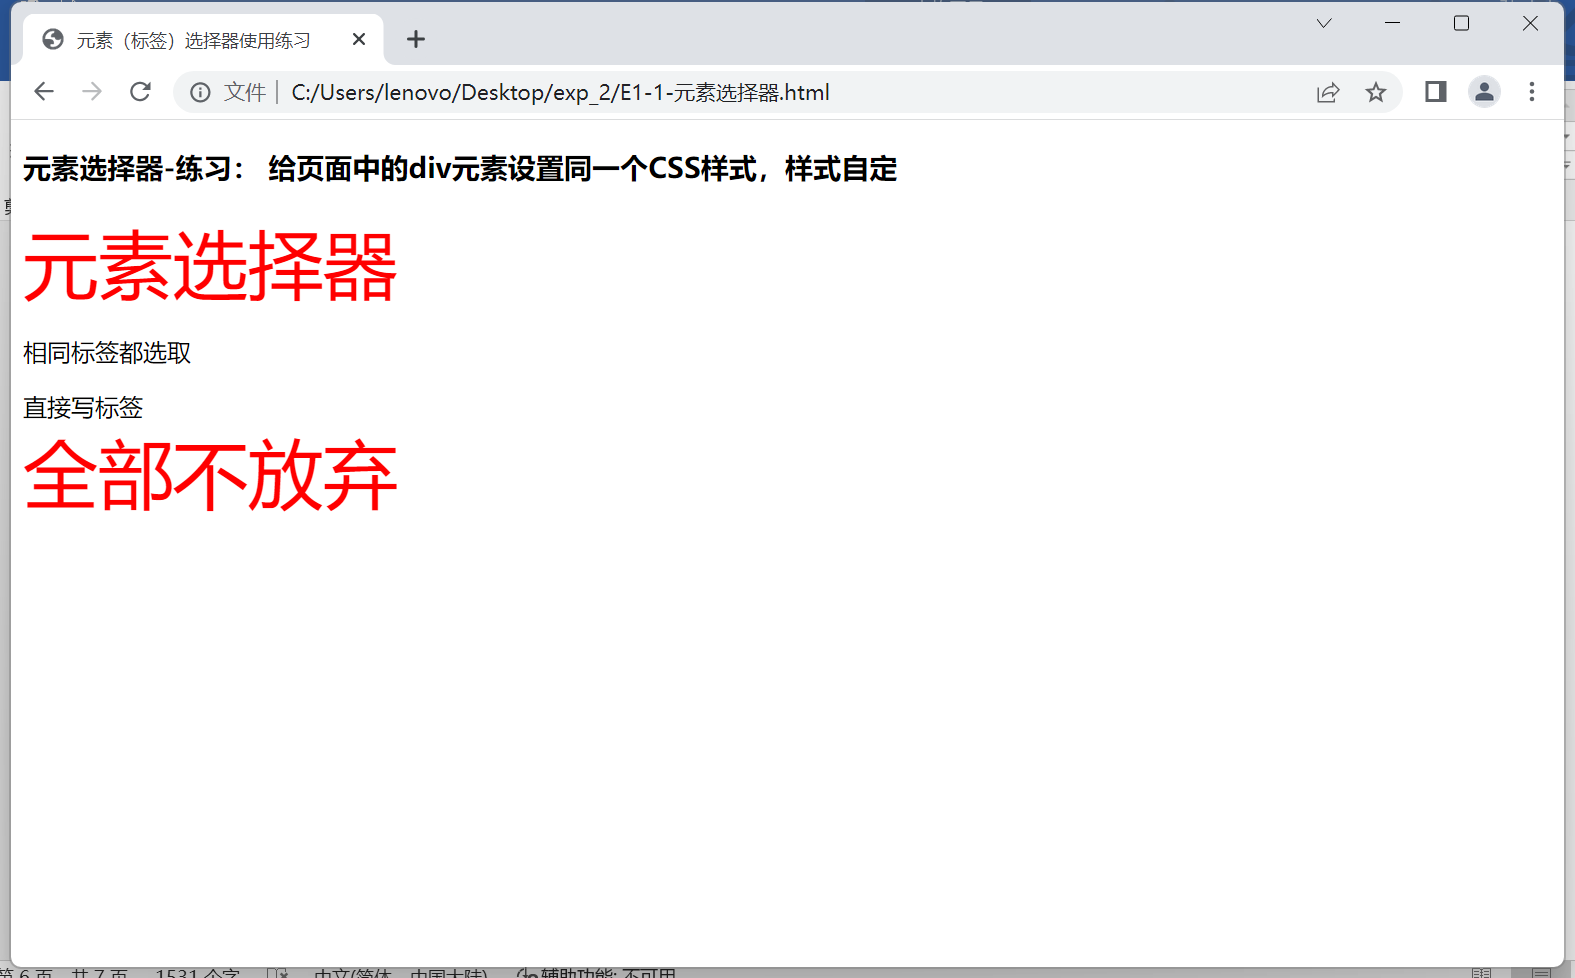 元素（标签）选择器使用练习
文件 C:/Users/lenovo/Desktop/exp_2/E1-1-元素选择器.html
元素选择器-练习： 给页面中的div元素设置同一个CSS样式，样式自定
元素选择器
相同标签都选取
直接写标签
全部不放弃
第 6 页，共 7 页 1531 个字 中文(简体，中国大陆) 辅助功能: 不可用